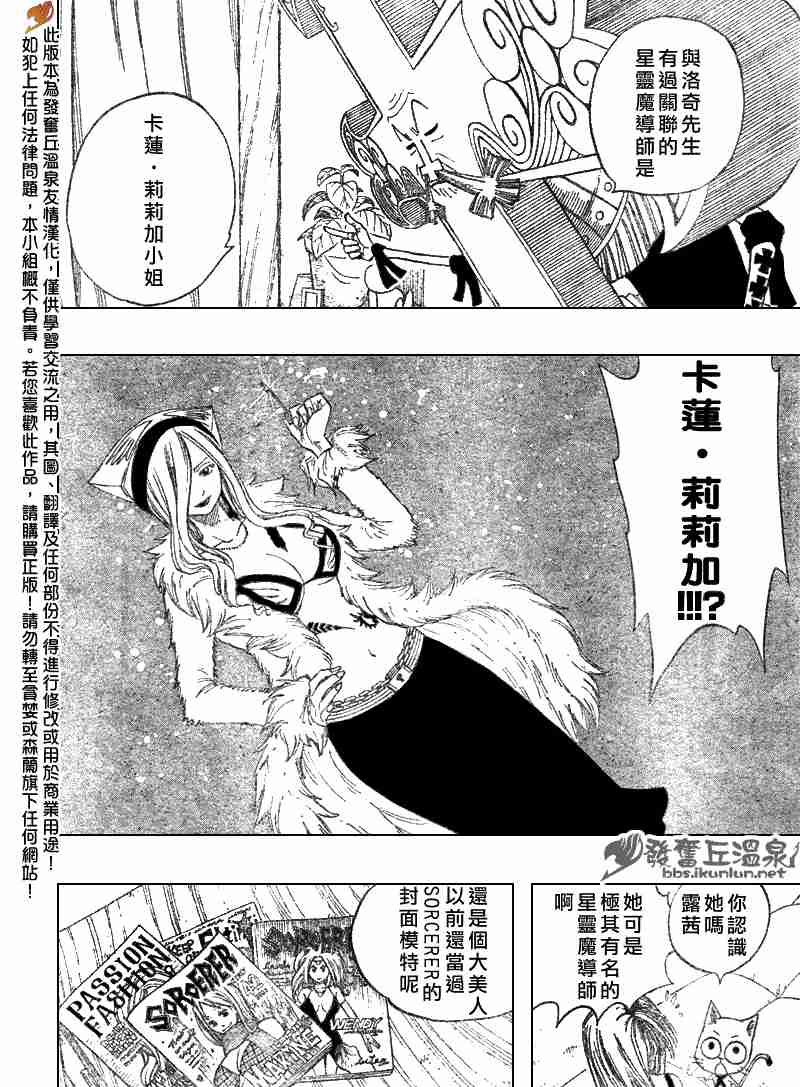 與洛奇先生
有過關聯的
星靈魔導師是
卡蓮·莉莉加小姐
卡蓮·莉莉加!!!?
你認識
她嗎
露茜
她可是
極其有名的
星靈魔導師
啊
還是個大美人
以前還當過
SORCERER的
封面模特呢
PASSION
FASHION
KEEP
SORCERER
SORCERER
WENDY
發奮丘溫泉
bbs.ikunlun.net
此版本為發奮丘溫泉友情漢化，僅供學習交流之用，其圖、翻譯及任何部份不得進行修改或用於商業用途！
如犯上任何法律問題，本小組概不負責。若您喜歡此作品，請購買正版！請勿轉至貪婪或森蘭旗下任何網站！